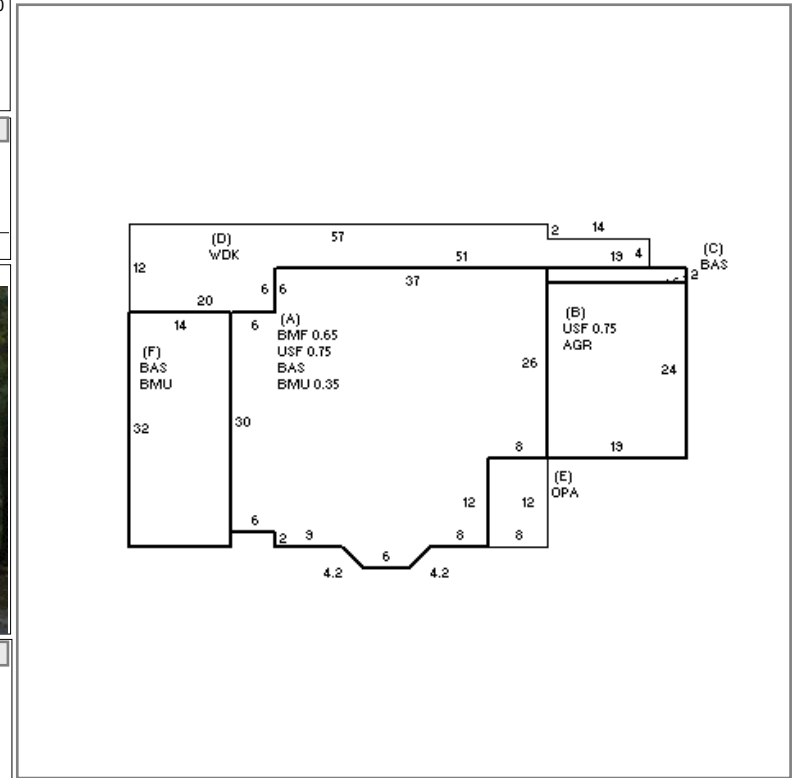 2 14
57
(D)
WDK
(C)
BAS
51
19 4
12
2
37
6 6
20
14
6
(A)
BMF 0.65
USF 0.75
BAS
BMU 0.35
(B)
USF 0.75
AGR
(F)
BAS
BMU
26
24
32
30
8
19
(E)
OPA
12
12
6
2 9
8
8
6
4.2
4.2